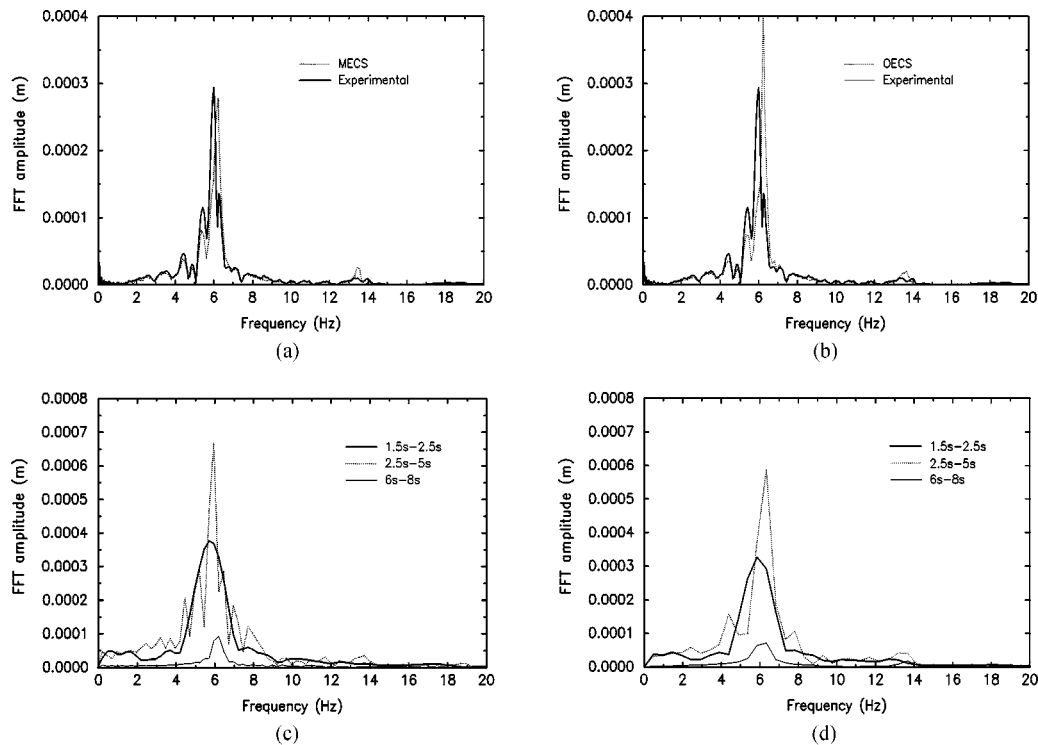 0.0004
0.0003
0.0002
0.0001
0.0000
FFT amplitude (m)
MECS
Experimental
0 2 4 6 8 10 12 14 16 18 20
Frequency (Hz)
(a)
0.0004
0.0003
0.0002
0.0001
0.0000
FFT amplitude (m)
OECS
Experimental
0 2 4 6 8 10 12 14 16 18 20
Frequency (Hz)
(b)
0.0008
0.0007
0.0006
0.0005
0.0004
0.0003
0.0002
0.0001
0.0000
FFT amplitude (m)
1.5s-2.5s
2.5s-5s
6s-8s
0 2 4 6 8 10 12 14 16 18 20
Frequency (Hz)
(c)
0.0008
0.0007
0.0006
0.0005
0.0004
0.0003
0.0002
0.0001
0.0000
FFT amplitude (m)
1.5s-2.5s
2.5s-5s
6s-8s
0 2 4 6 8 10 12 14 16 18 20
Frequency (Hz)
(d)